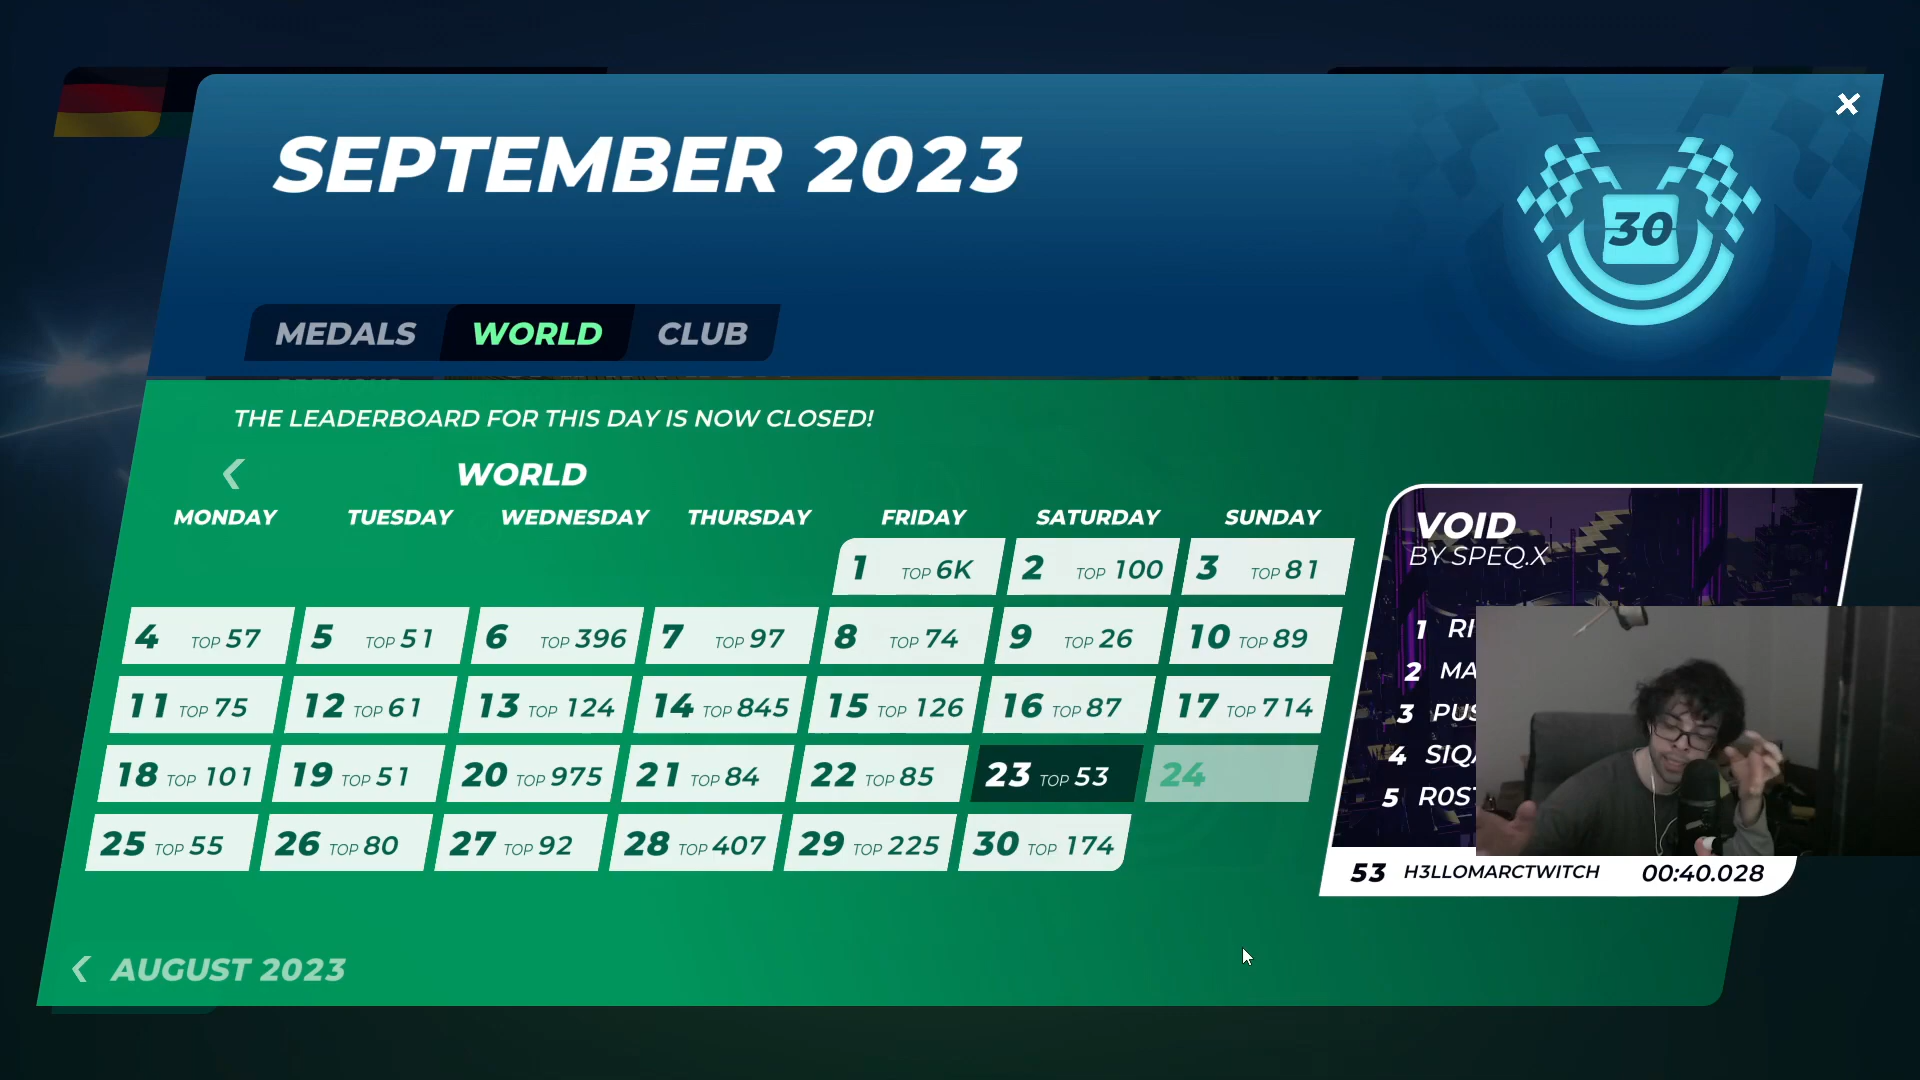 SEPTEMBER 2023
30
MEDALS WORLD CLUB
THE LEADERBOARD FOR THIS DAY IS NOW CLOSED!
WORLD
MONDAY TUESDAY WEDNESDAY THURSDAY FRIDAY SATURDAY SUNDAY
1 TOP 6K 2 TOP 100 3 TOP 81
4 TOP 57 5 TOP 51 6 TOP 396 7 TOP 97 8 TOP 74 9 TOP 26 10 TOP 89
11 TOP 75 12 TOP 61 13 TOP 124 14 TOP 845 15 TOP 126 16 TOP 87 17 TOP 714
18 TOP 101 19 TOP 51 20 TOP 975 21 TOP 84 22 TOP 85 23 TOP 53 24
25 TOP 55 26 TOP 80 27 TOP 92 28 TOP 407 29 TOP 225 30 TOP 174
AUGUST 2023
VOID
BY SPEQ.X
1
2
3
4
5
53 H3LLOMARCTWITCH 00:40.028